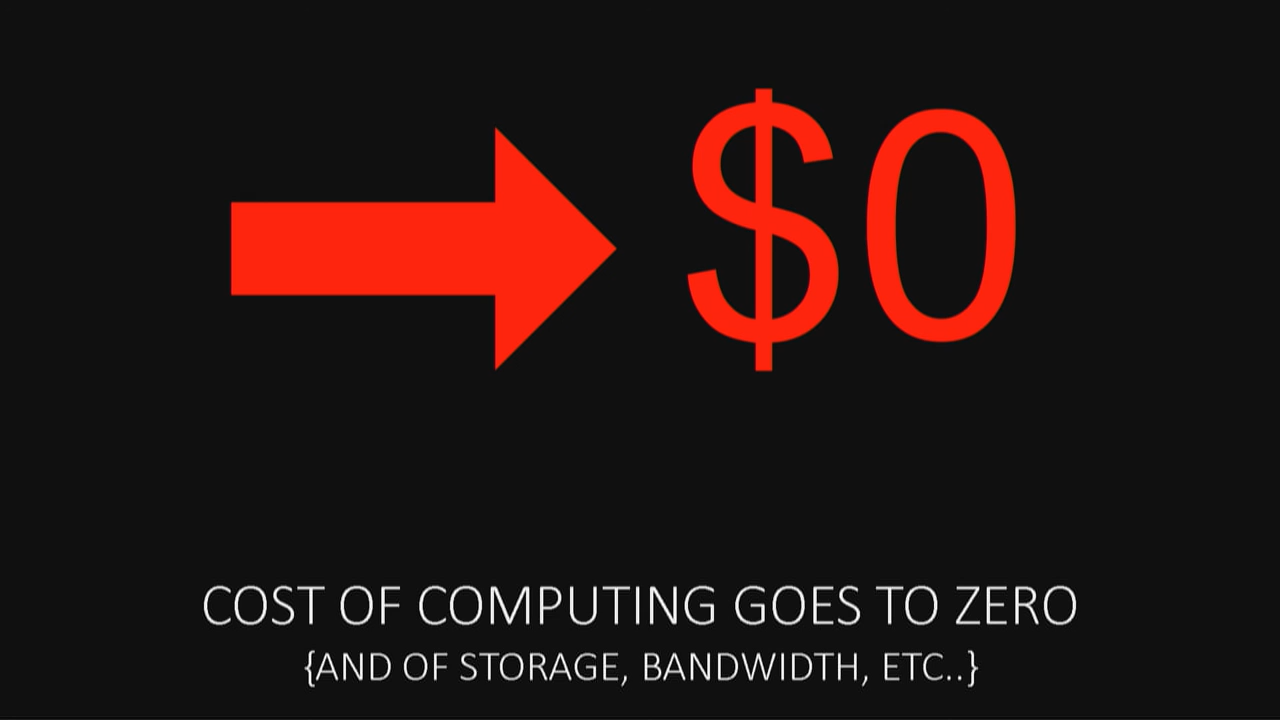 $0
COST OF COMPUTING GOES TO ZERO
{AND OF STORAGE, BANDWIDTH, ETC..}